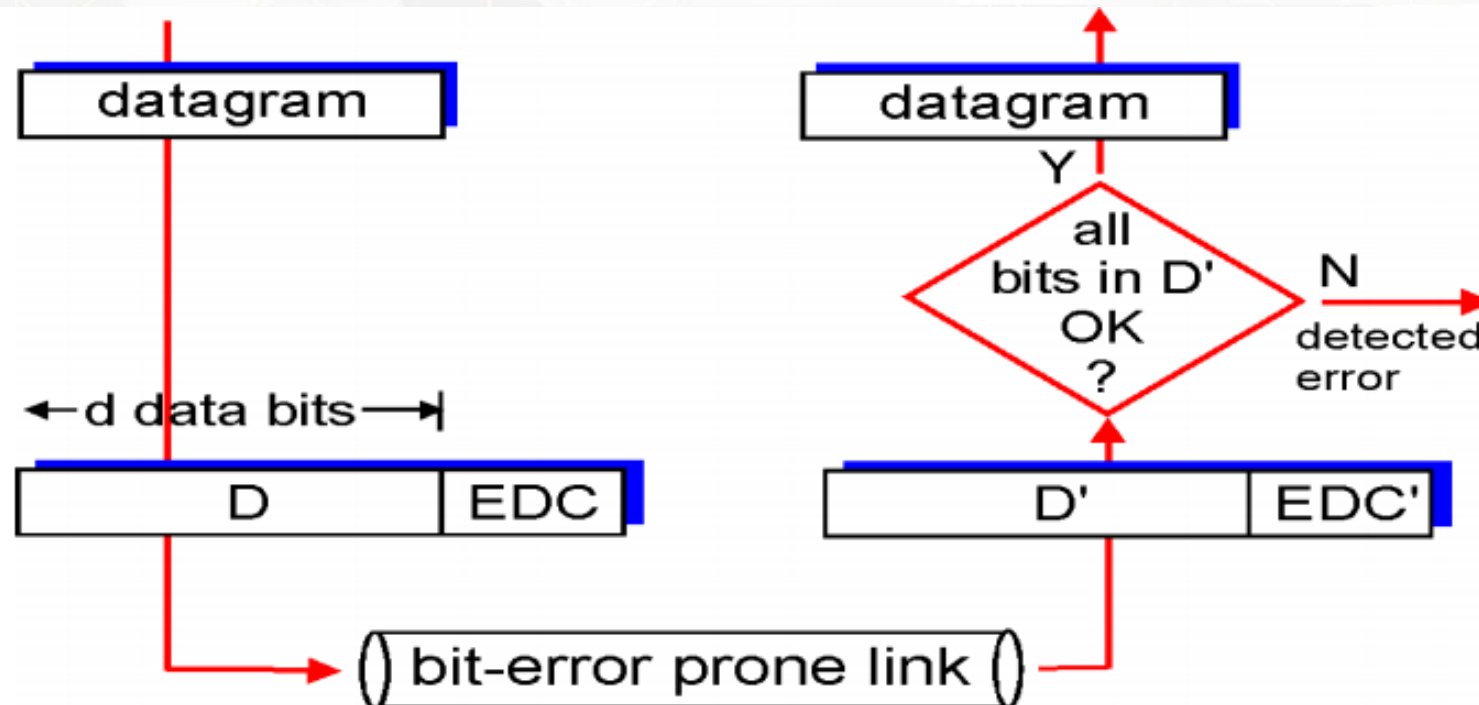 datagram
d data bits
D
EDC
bit-error prone link
D'
EDC'
all
bits in D'
OK
?
Y
N
detected
error
datagram